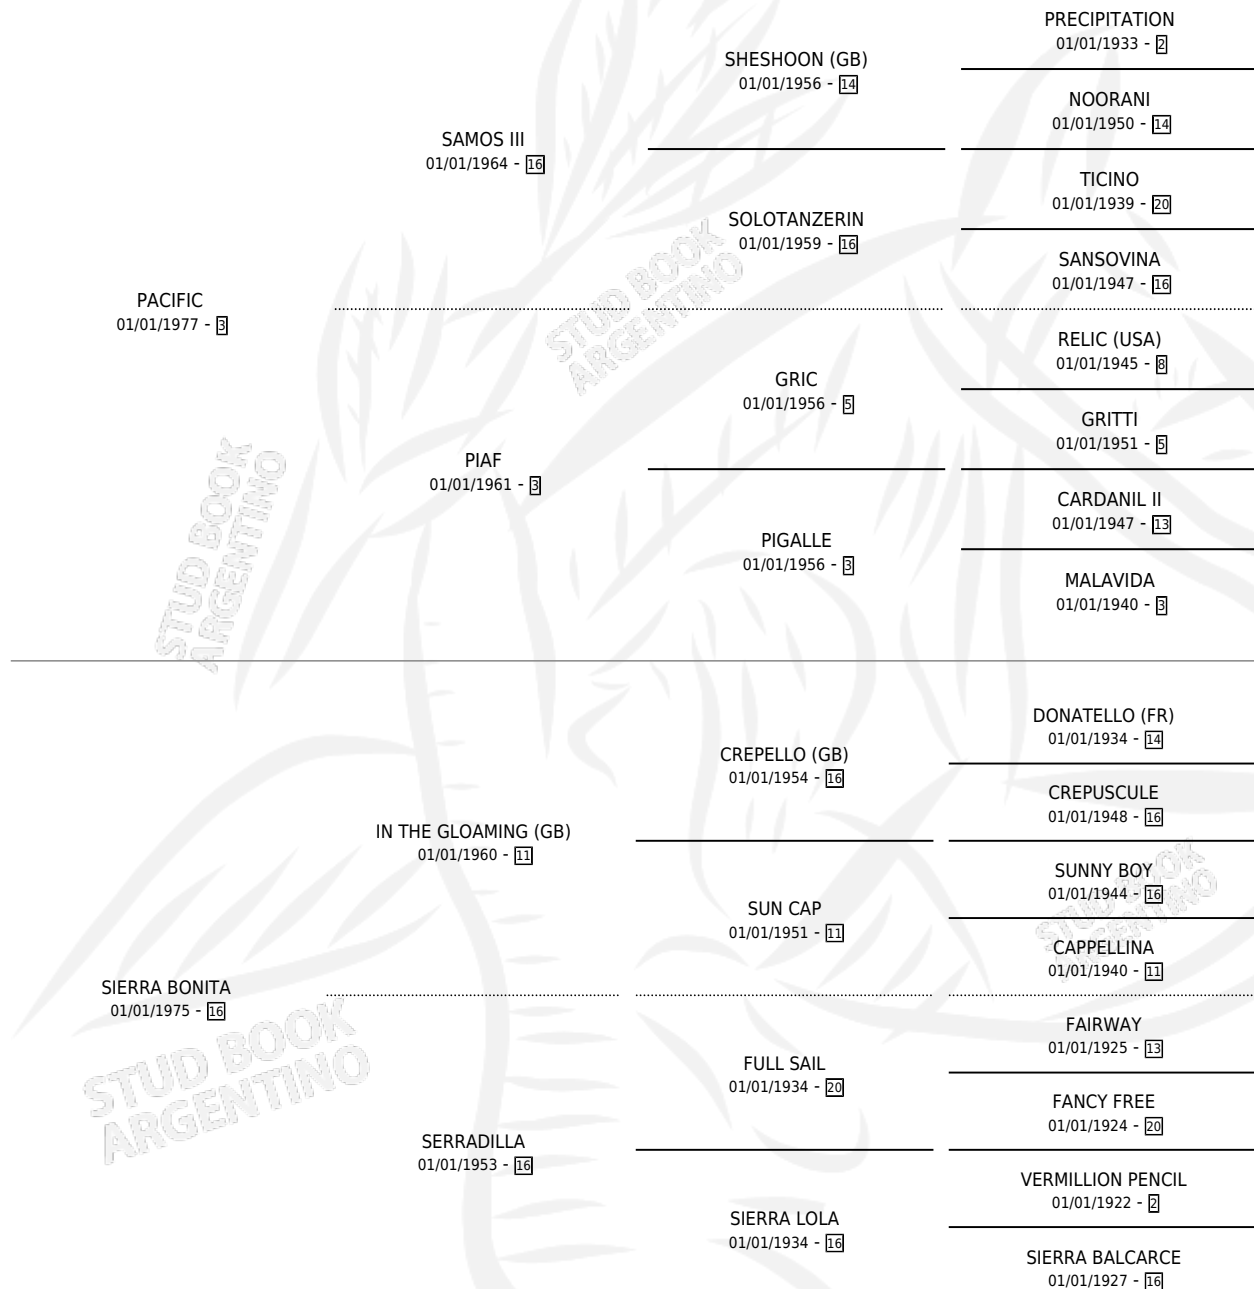 PRECIPITATION
01/01/1933 - 2
SHESHOON (GB)
01/01/1956 - 14
NOORANI
01/01/1950 - 14
SAMOS III
01/01/1964 - 16
TICINO
01/01/1939 - 20
SOLOTANZERIN
01/01/1959 - 16
SANSOVINA
01/01/1947 - 16
PACIFIC
01/01/1977 - 3
RELIC (USA)
01/01/1945 - 8
GRIC
01/01/1956 - 5
GRITTI
01/01/1951 - 5
PIAF
01/01/1961 - 3
CARDANIL II
01/01/1947 - 13
PIGALLE
01/01/1956 - 3
MALAVIDA
01/01/1940 - 3
STUD BOOK
ARGENTINO
STUD BOOK
ARGENTINO
DONATELLO (FR)
01/01/1934 - 14
CREPELLO (GB)
01/01/1954 - 16
CREPUSCULE
01/01/1948 - 16
IN THE GLOAMING (GB)
01/01/1960 - 11
SUNNY BOY
01/01/1944 - 16
SUN CAP
01/01/1951 - 11
CAPPELLINA
01/01/1940 - 11
SIERRA BONITA
01/01/1975 - 16
FAIRWAY
01/01/1925 - 13
FULL SAIL
01/01/1934 - 20
FANCY FREE
01/01/1924 - 20
SERRADILLA
01/01/1953 - 16
VERMILLION PENCIL
01/01/1922 - 2
SIERRA LOLA
01/01/1934 - 16
SIERRA BALCARCE
01/01/1927 - 16
STUD BOOK
ARGENTINO
STUD BOOK
ARGENTINO